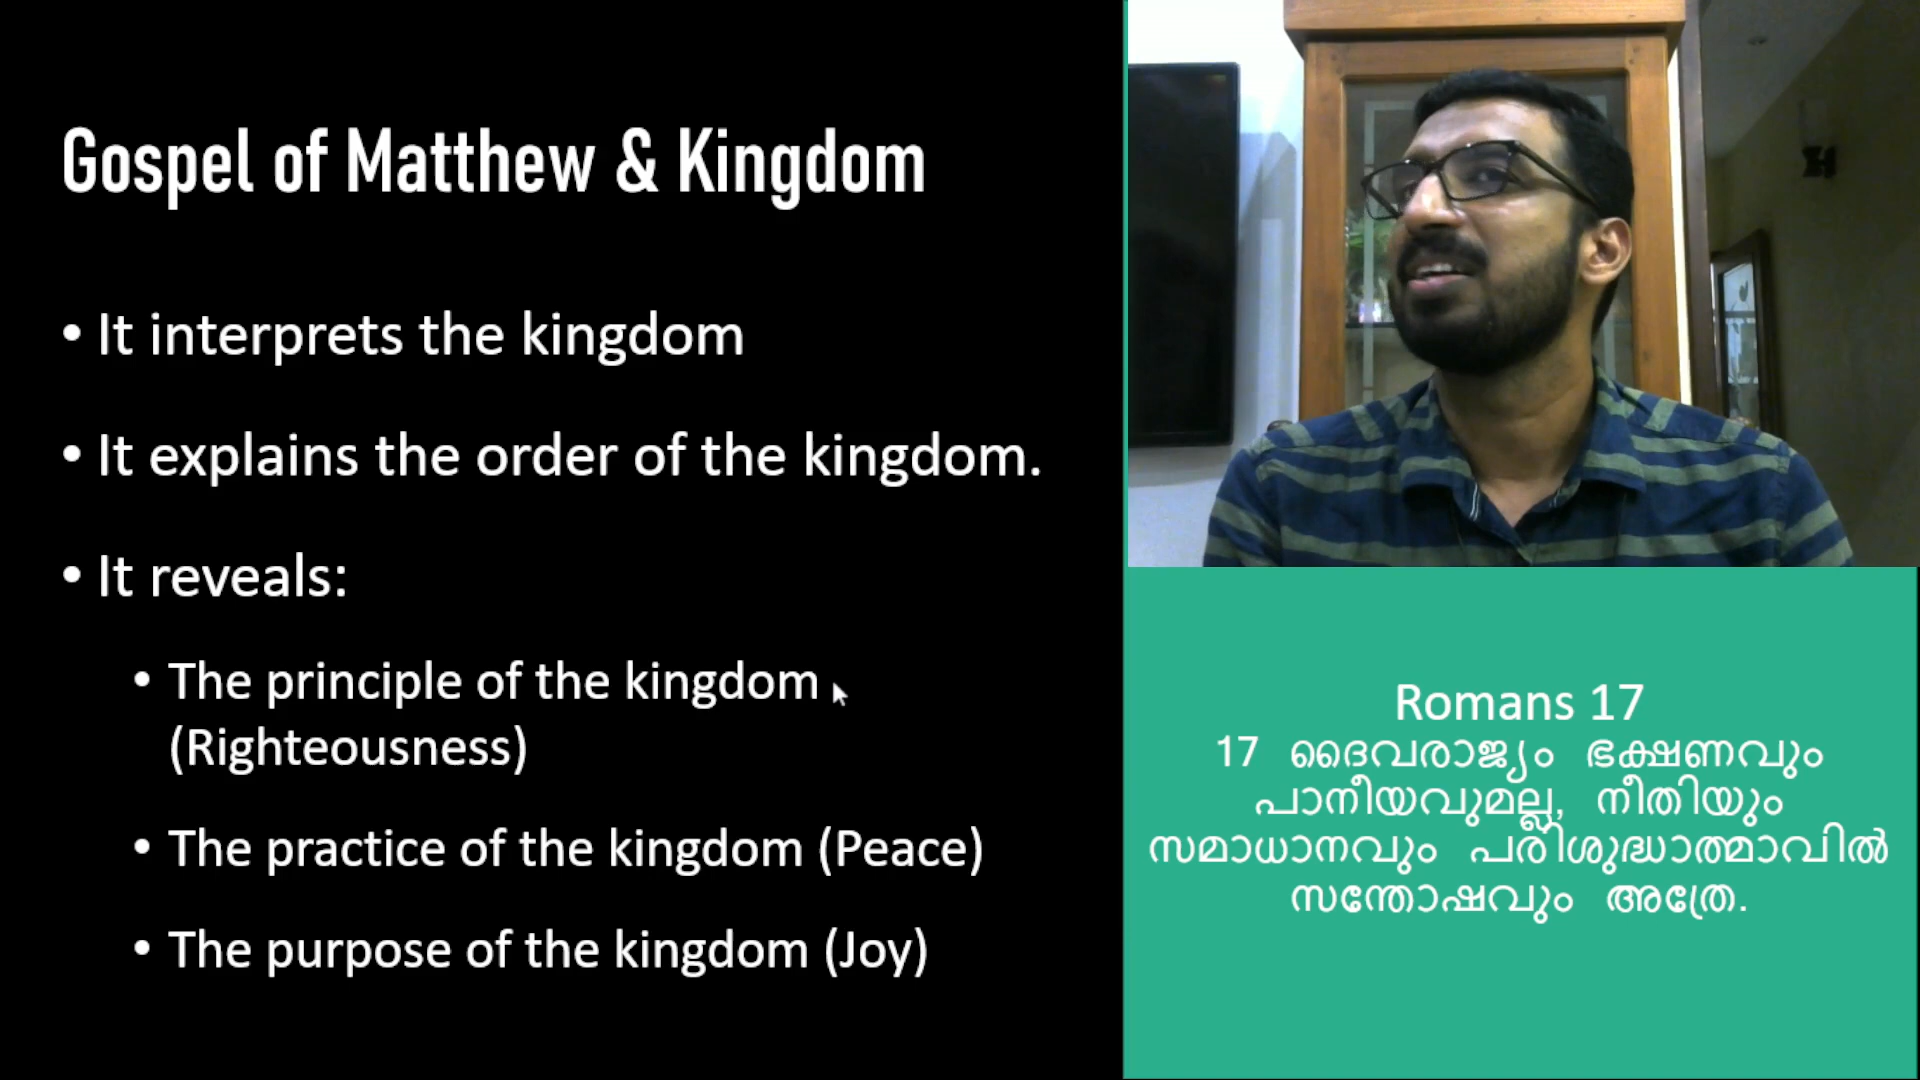 Gospel of Matthew & Kingdom
• It interprets the kingdom
• It explains the order of the kingdom.
• It reveals:
• The principle of the kingdom
(Righteousness)
• The practice of the kingdom (Peace)
• The purpose of the kingdom (Joy)
Romans 17
17 ദൈവരാജ്യം ഭക്ഷണവും
പാനീയവുമല്ല, നീതിയും
സമാധാനവും പരിശുദ്ധാത്മാവിൽ
സന്തോഷവും അത്രേ.